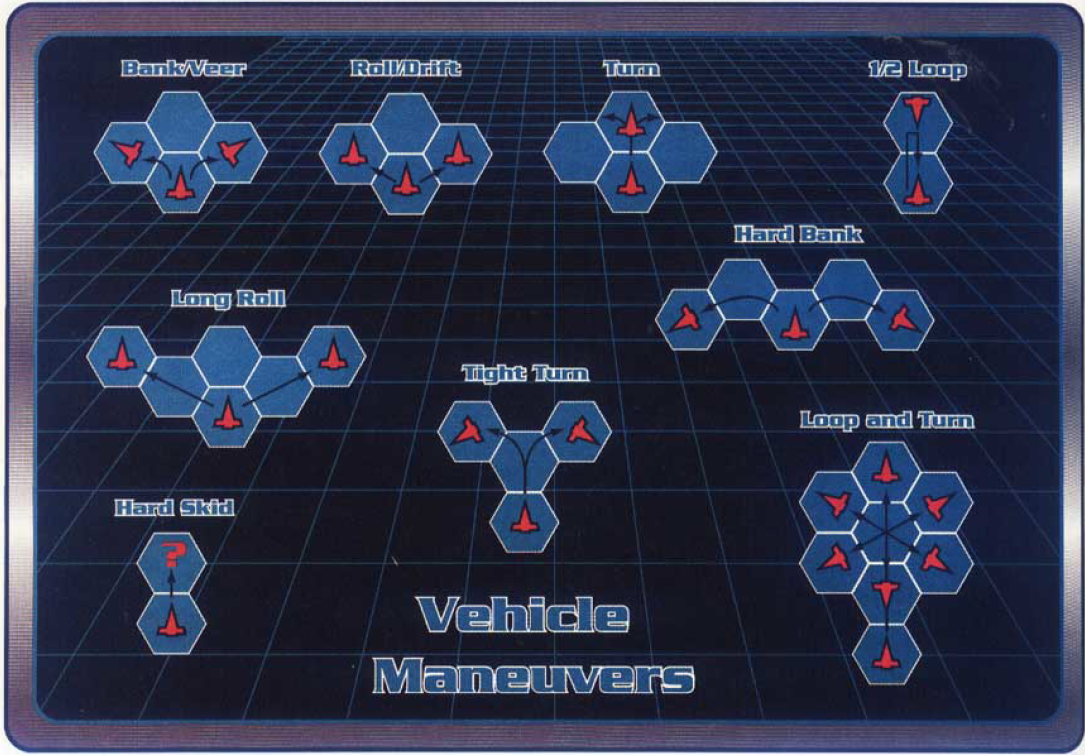 Bank/Veer
Roll/Drift
Turn
1/2 Loop
Hard Bank
Long Roll
Tight Turn
Loop and Turn
Hard Skid
?
Vehicle
Maneuvers